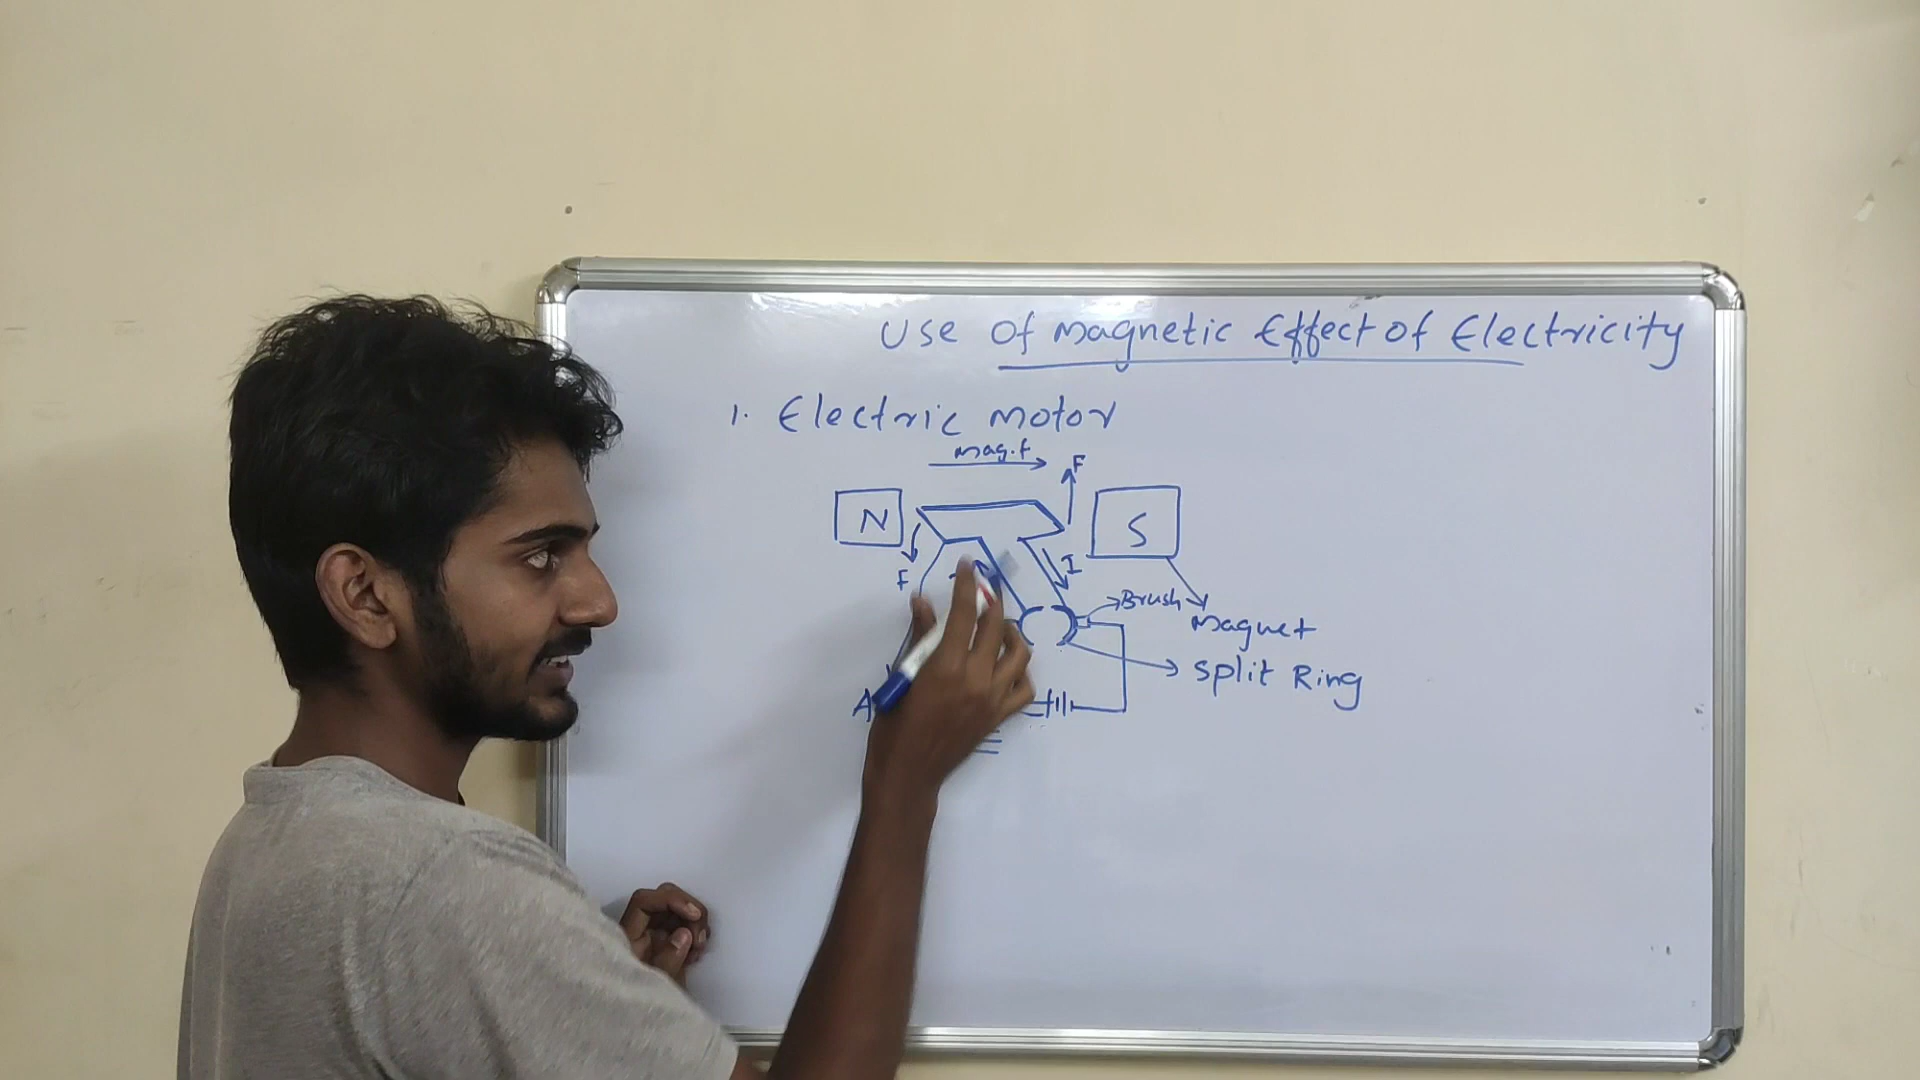 Use of Magnetic Effect of Electricity
1. Electric Motor
mag.f
F
N
S
F
I
Brush
Magnet
Split Ring
A